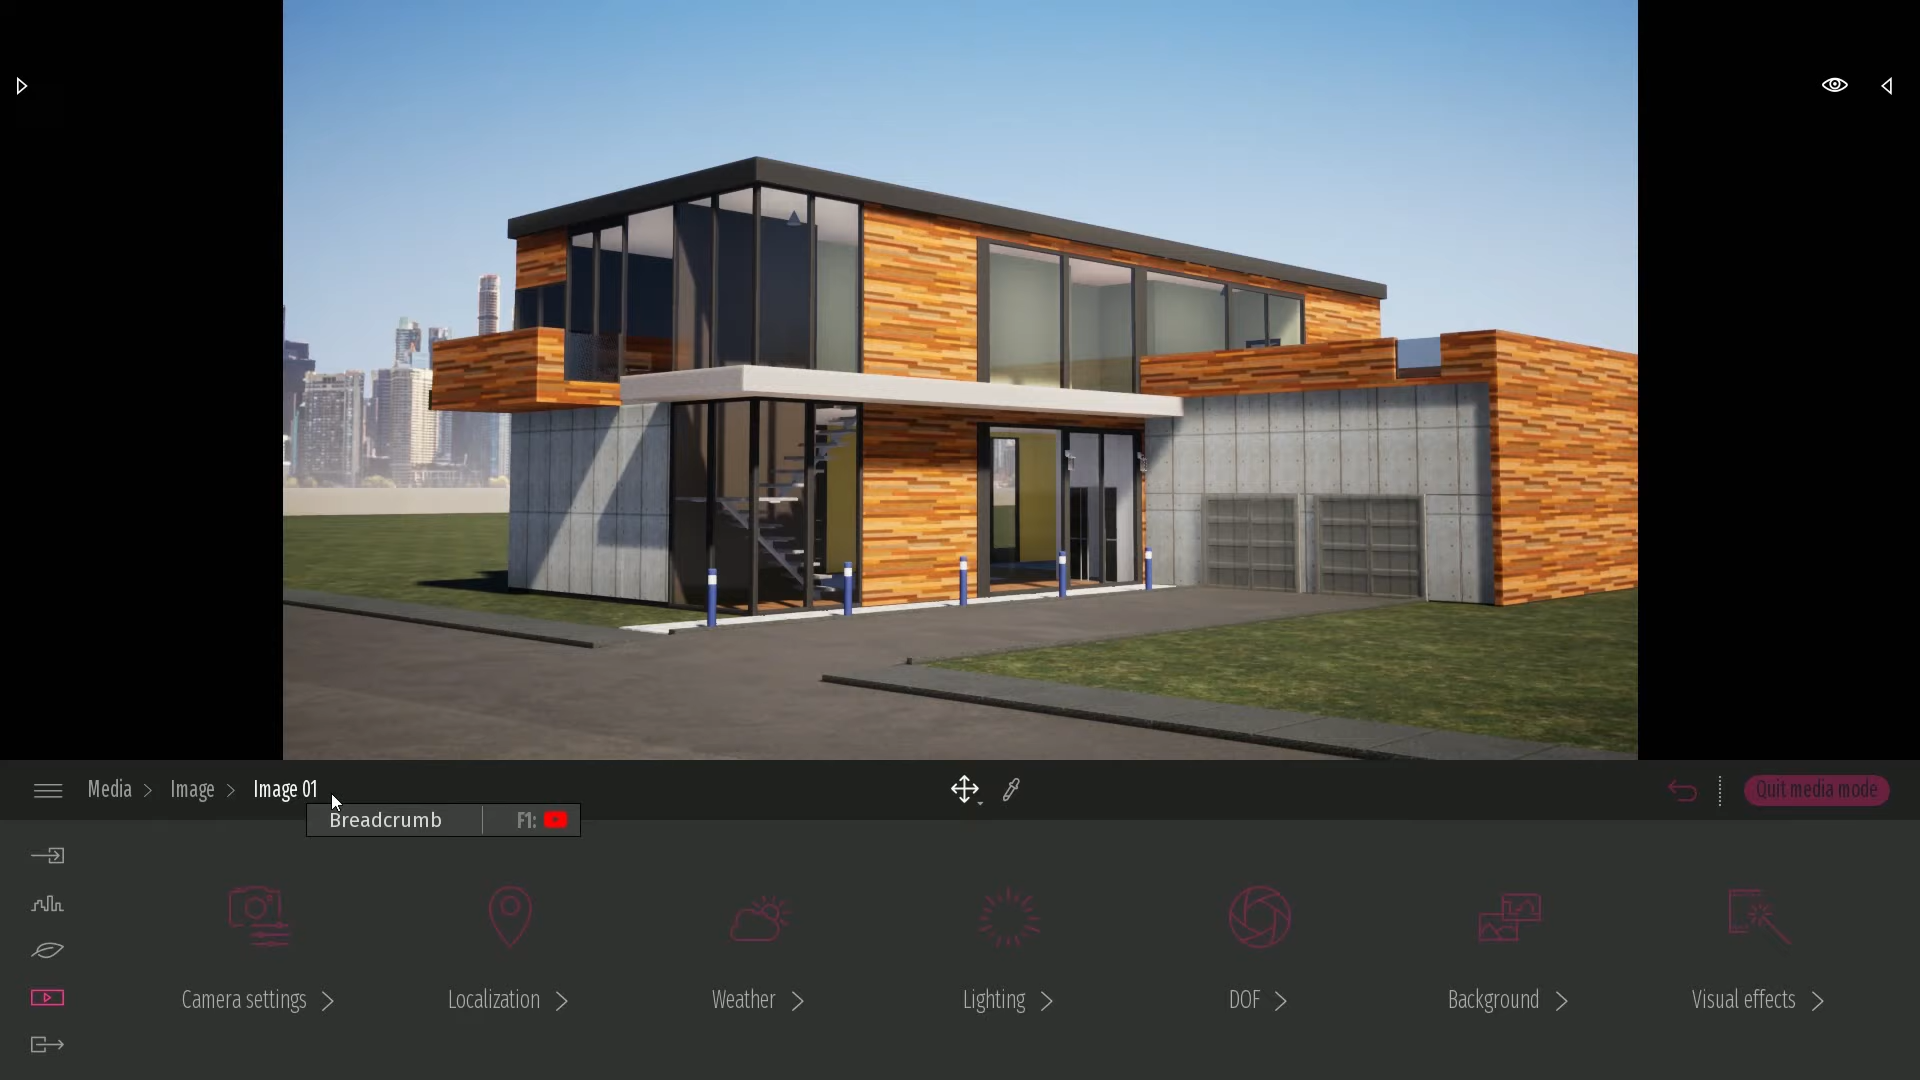 Media > Image > Image 01
Quit media mode
Breadcrumb F1:
Camera settings >
Localization >
Weather >
Lighting >
DOF >
Background >
Visual effects >